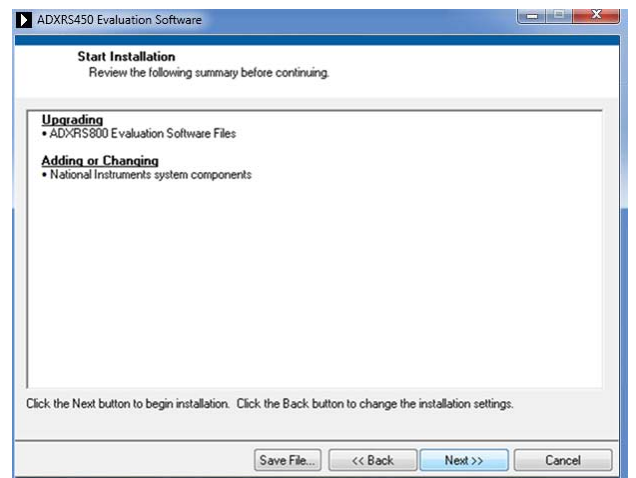 ADXRS450 Evaluation Software
Start Installation
Review the following summary before continuing.
Upgrading
• ADXRS800 Evaluation Software Files
Adding or Changing
• National Instruments system components
Click the Next button to begin installation. Click the Back button to change the installation settings.
Save File... << Back Next >> Cancel